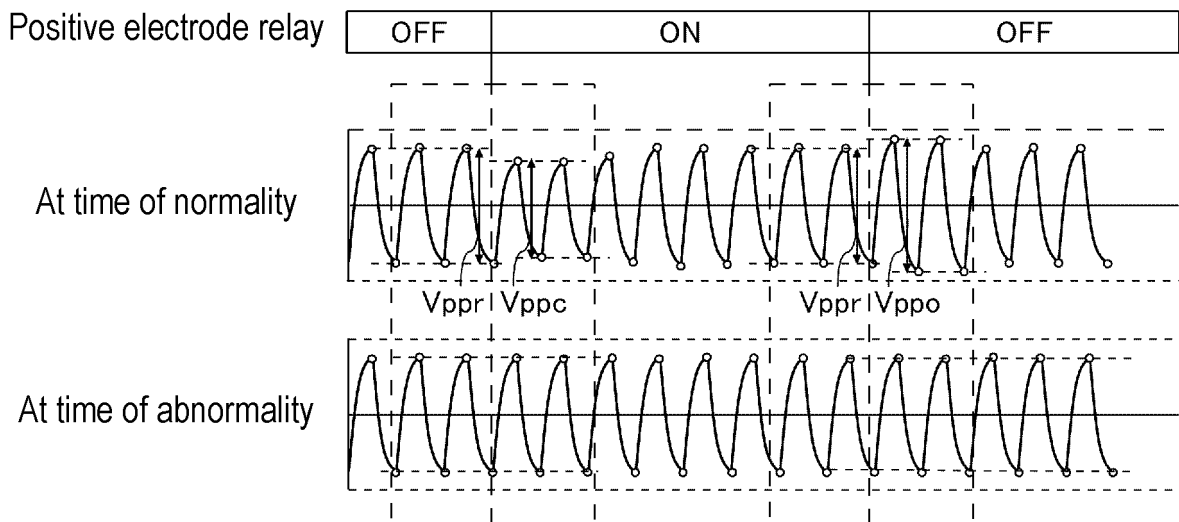 Positive electrode relay OFF ON OFF
At time of normality
Vppr Vppc Vppr Vppo
At time of abnormality